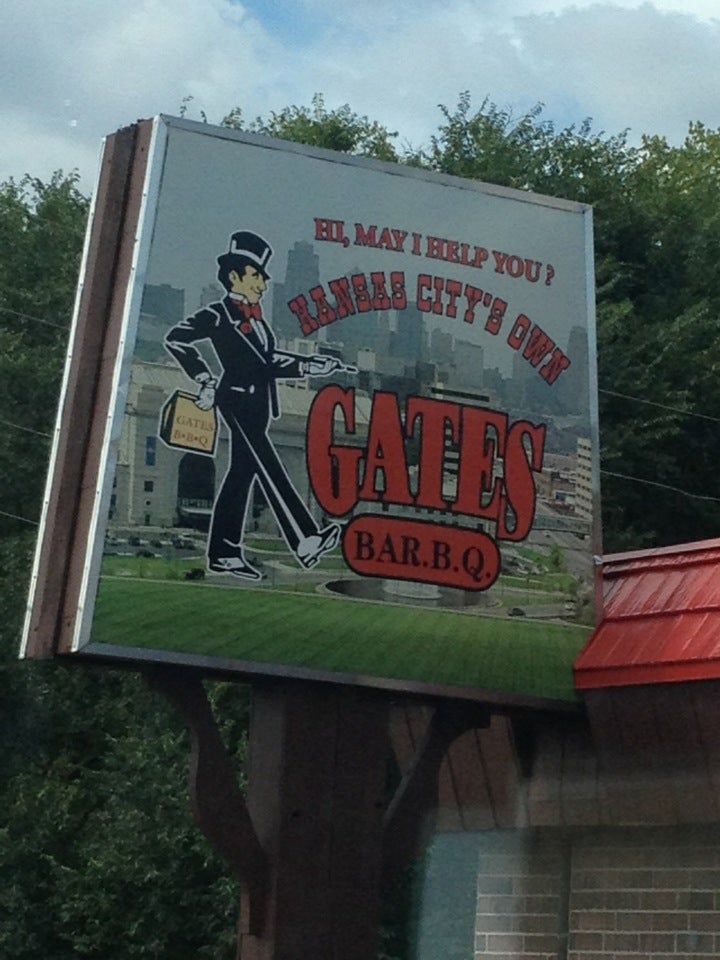 HI, MAY I HELP YOU?
KANSAS CITY'S OWN
GATES
BAR.B.Q.
GATES
B•B•Q